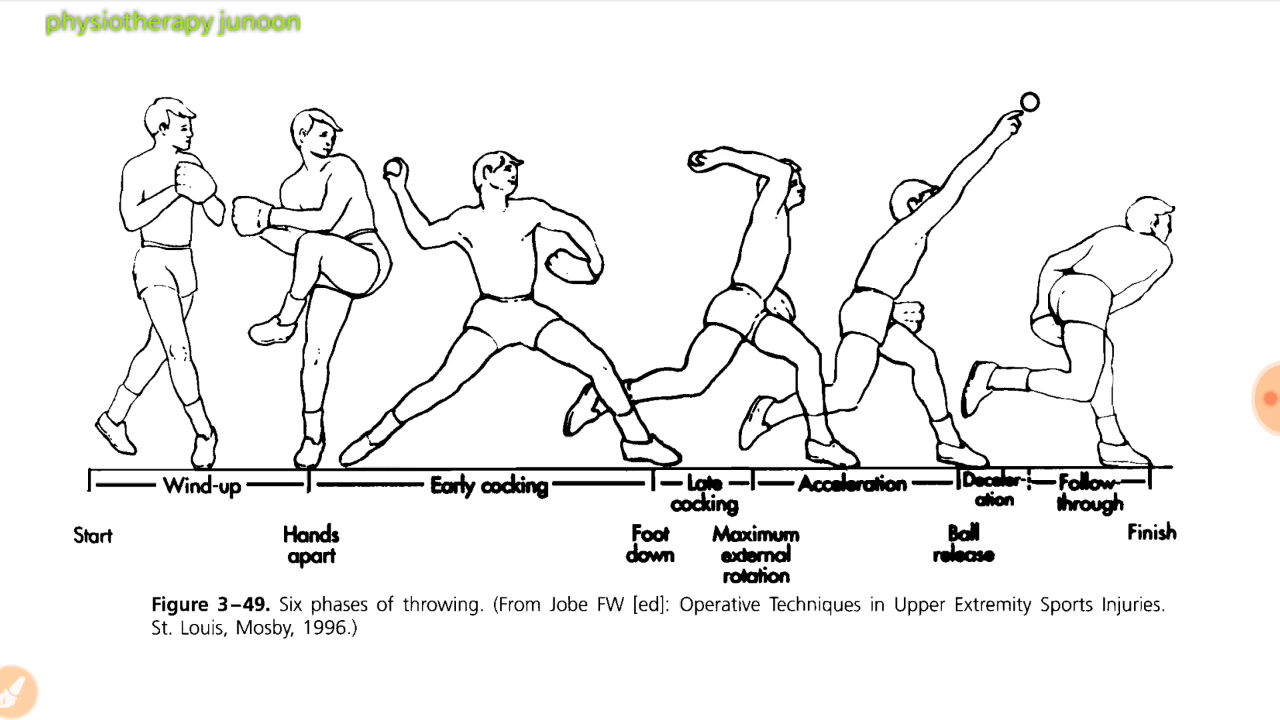 physiotherapy junoon
Wind-up
Early cocking
Late
cocking
Acceleration
Deceler-
ation
Follow-
through
Start
Hands
apart
Foot
down
Maximum
external
rotation
Ball
release
Finish
Figure 3–49. Six phases of throwing. (From Jobe FW [ed]: Operative Techniques in Upper Extremity Sports Injuries.
St. Louis, Mosby, 1996.)